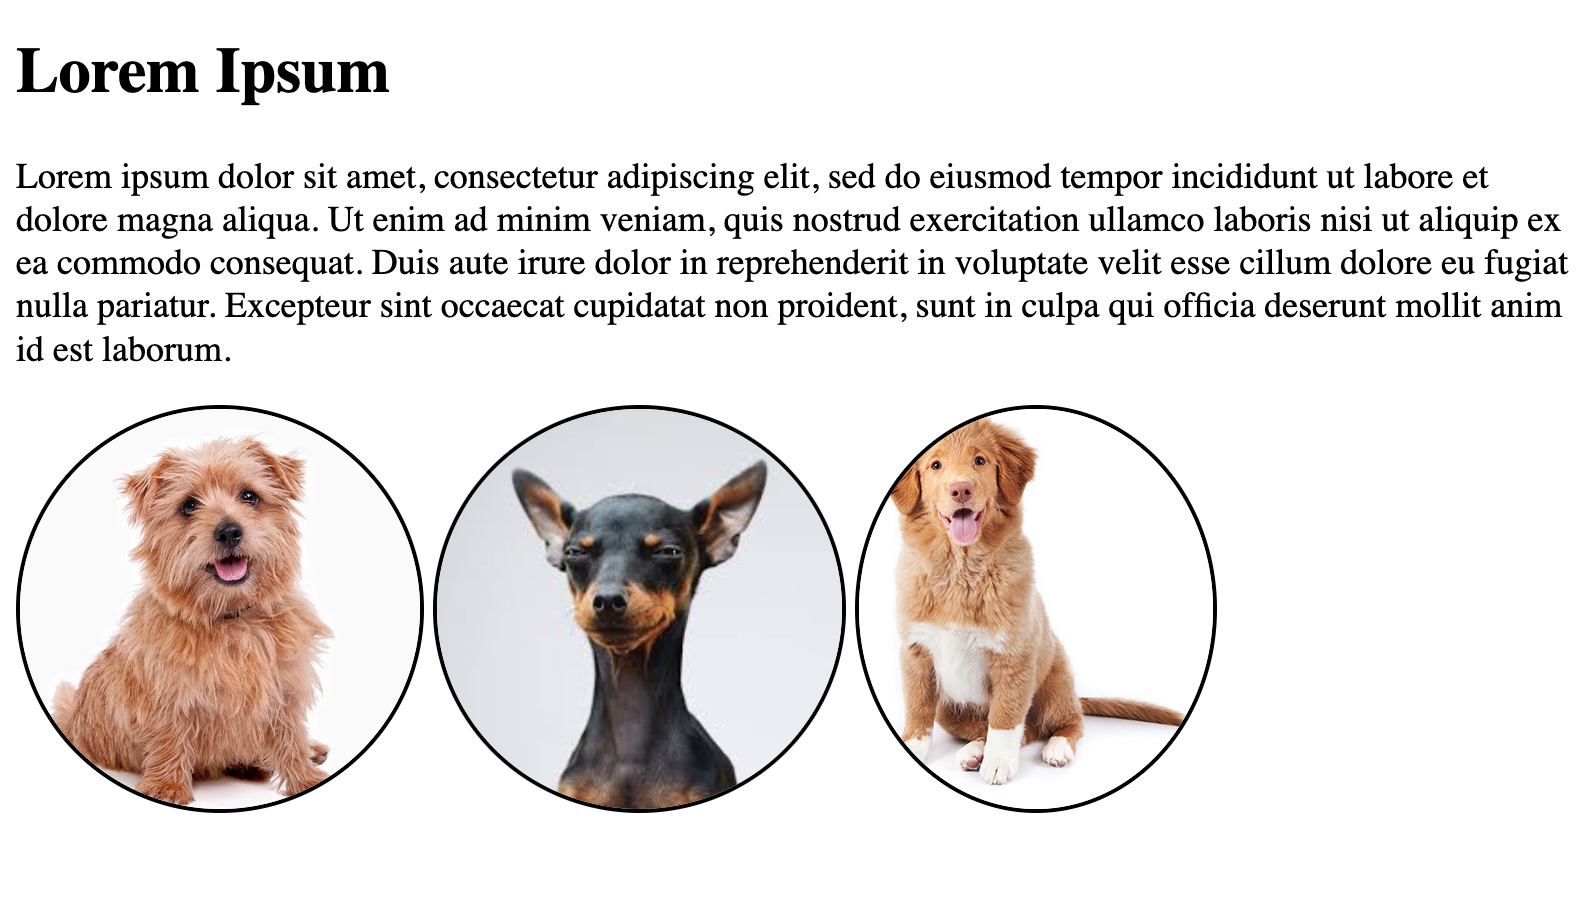 Lorem Ipsum
Lorem ipsum dolor sit amet, consectetur adipiscing elit, sed do eiusmod tempor incididunt ut labore et
dolore magna aliqua. Ut enim ad minim veniam, quis nostrud exercitation ullamco laboris nisi ut aliquip ex
ea commodo consequat. Duis aute irure dolor in reprehenderit in voluptate velit esse cillum dolore eu fugiat
nulla pariatur. Excepteur sint occaecat cupidatat non proident, sunt in culpa qui officia deserunt mollit anim
id est laborum.